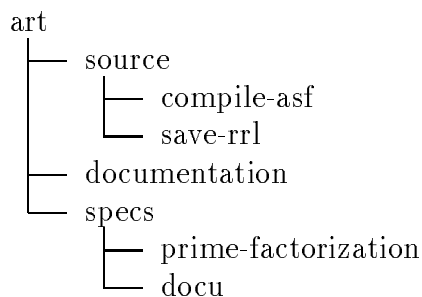 art
source
compile-asf
save-rrl
documentation
specs
prime-factorization
docu